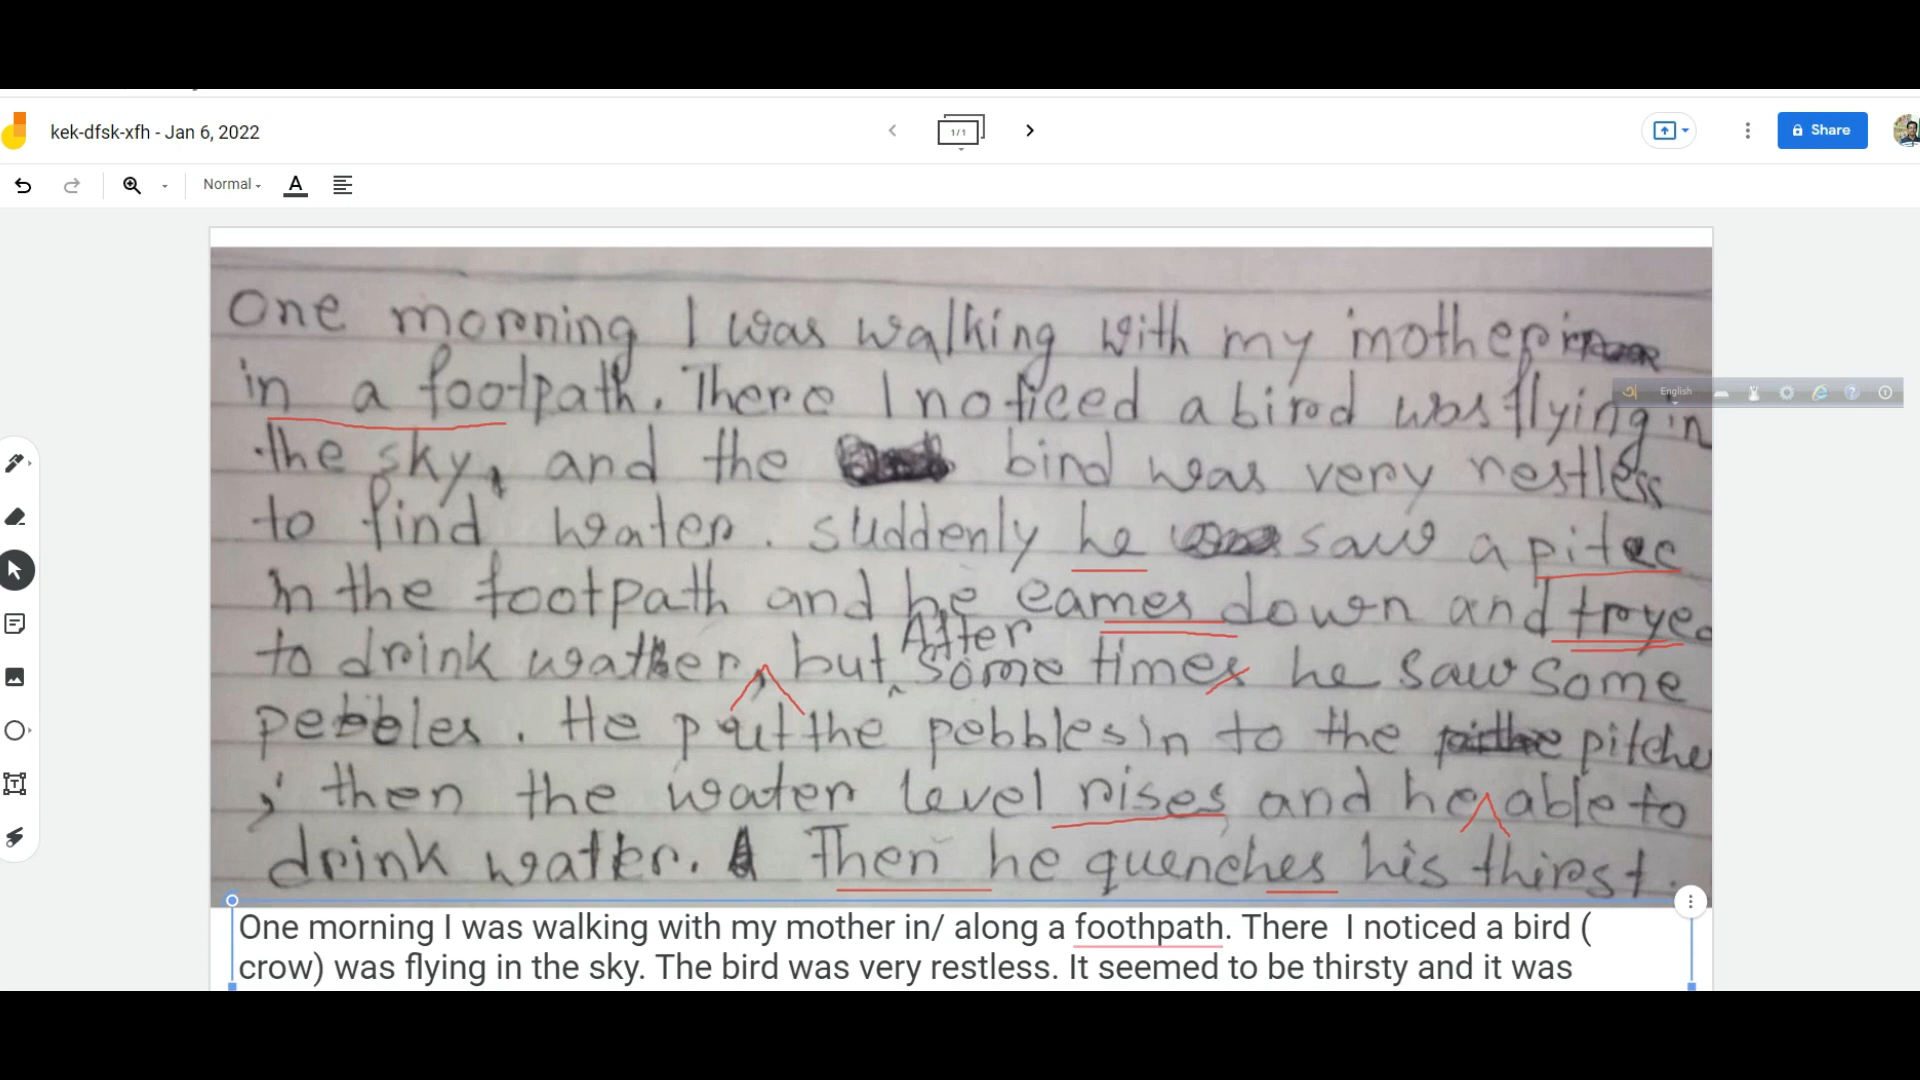 kek-dfsk-xfh - Jan 6, 2022
1/1
Share
Normal
A
One morning I was walking with my mother
in a footpath. There I noticed a bird was flying in
English
the sky, and the bird was very restless
to find water. suddenly he saw a pitec
in the footpath and he cames down and troyed
After
to drink wather, but some times he saw some
pebbles. He put the pebbles in to the pitche
, then the water level rises and he able to
drink water. Then he quenches his thirst.
One morning I was walking with my mother in/ along a foothpath. There I noticed a bird (
crow) was flying in the sky. The bird was very restless. It seemed to be thirsty and it was